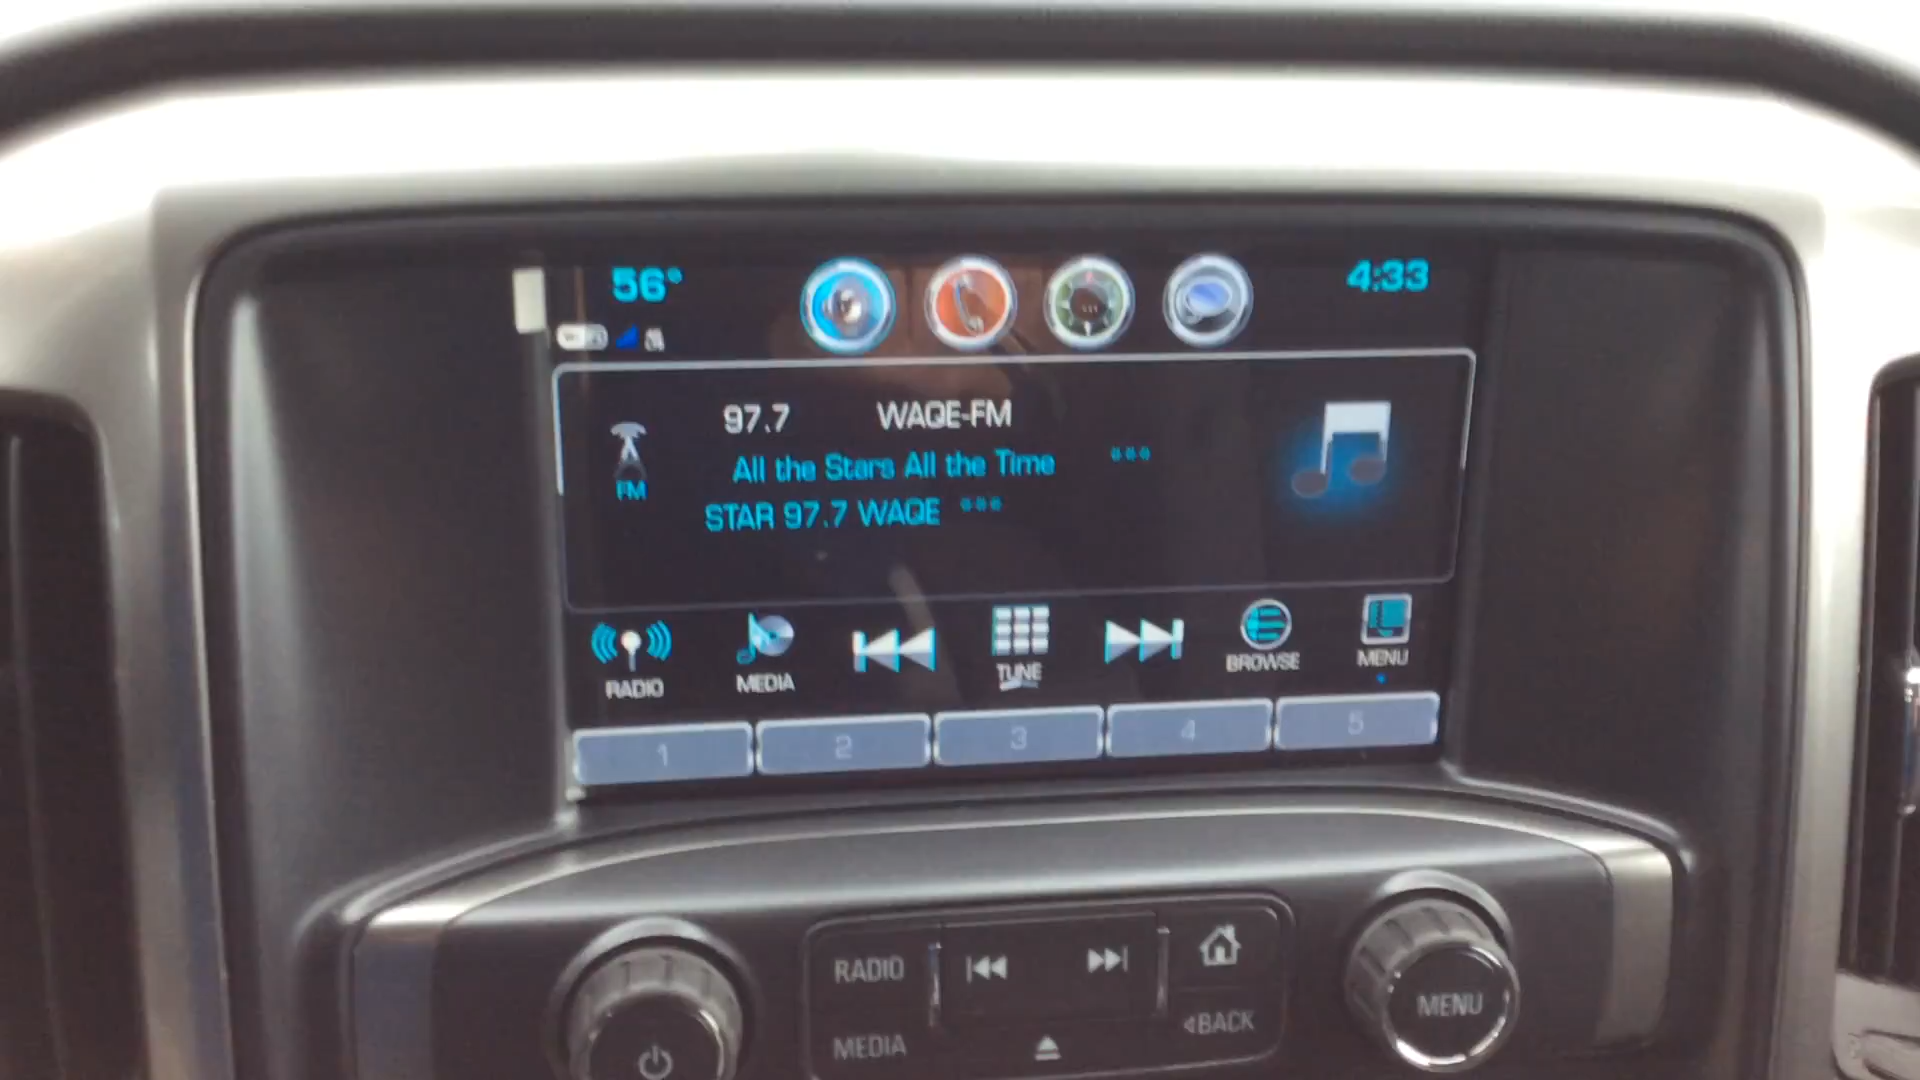 56° 4:33
97.7 WAQE-FM
All the Stars All the Time ***
FM
STAR 97.7 WAQE ***
RADIO MEDIA TUNE BROWSE MENU
1 2 3 4 5
RADIO
MENU
MEDIA
◁BACK